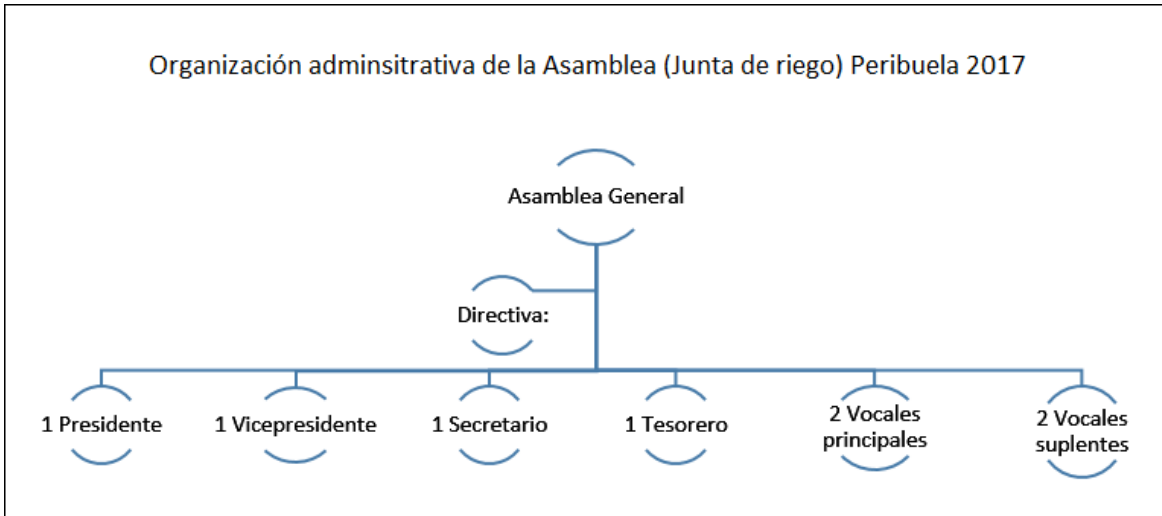 Organización adminsitrativa de la Asamblea (Junta de riego) Peribuela 2017
Asamblea General
Directiva:
1 Presidente
1 Vicepresidente
1 Secretario
1 Tesorero
2 Vocales
principales
2 Vocales
suplentes